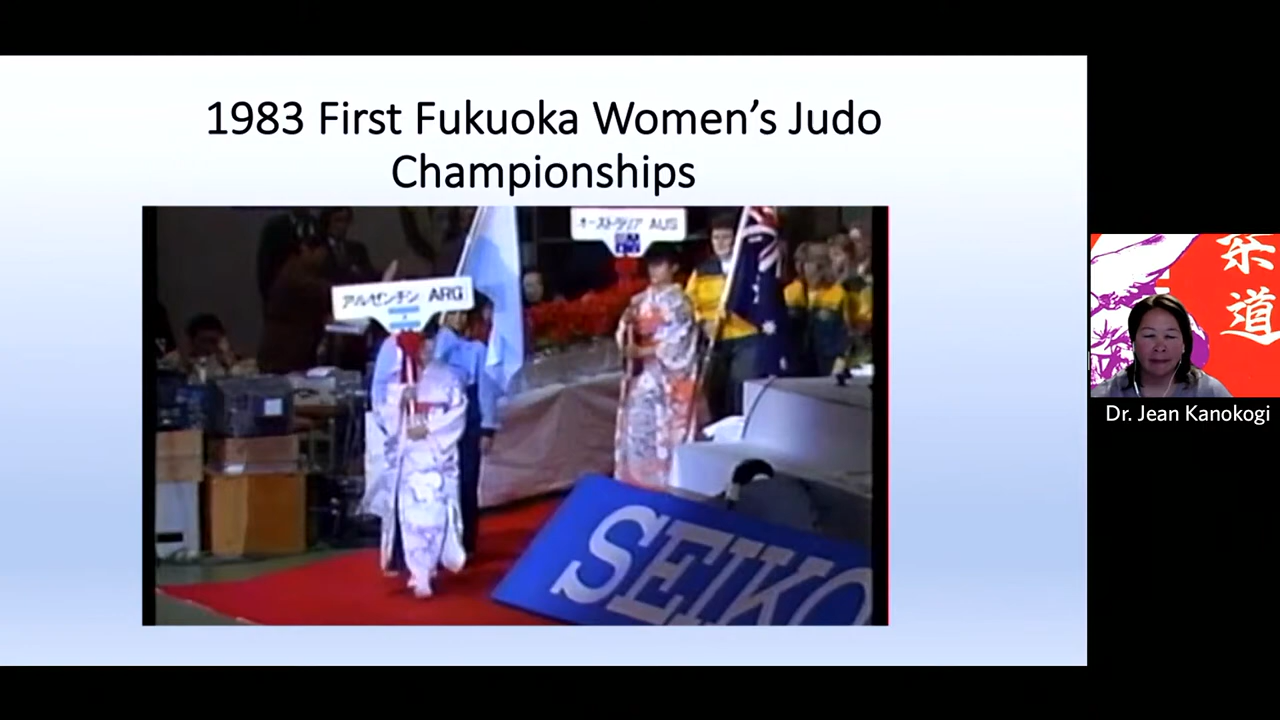 1983 First Fukuoka Women’s Judo
Championships
オーストラリア AUS
アルゼンチン ARG
SEIKO
柔
道
Dr. Jean Kanokogi